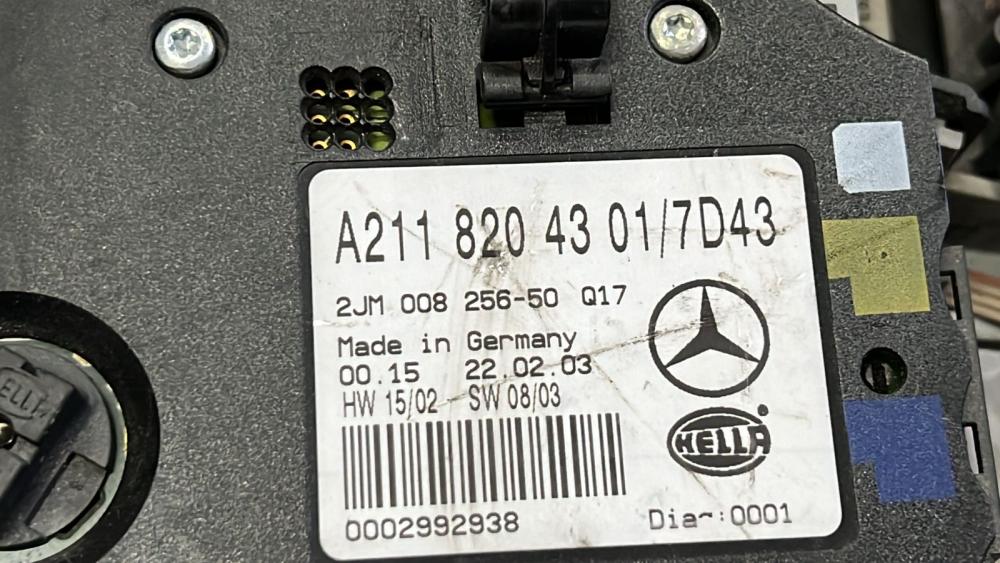 A211 820 43 01/7D43
2JM 008 256-50 Q17
Made in Germany
00.15 22.02.03
HW 15/02 SW 08/03
HELLA
0002992938
Dia~:0001
HELLA